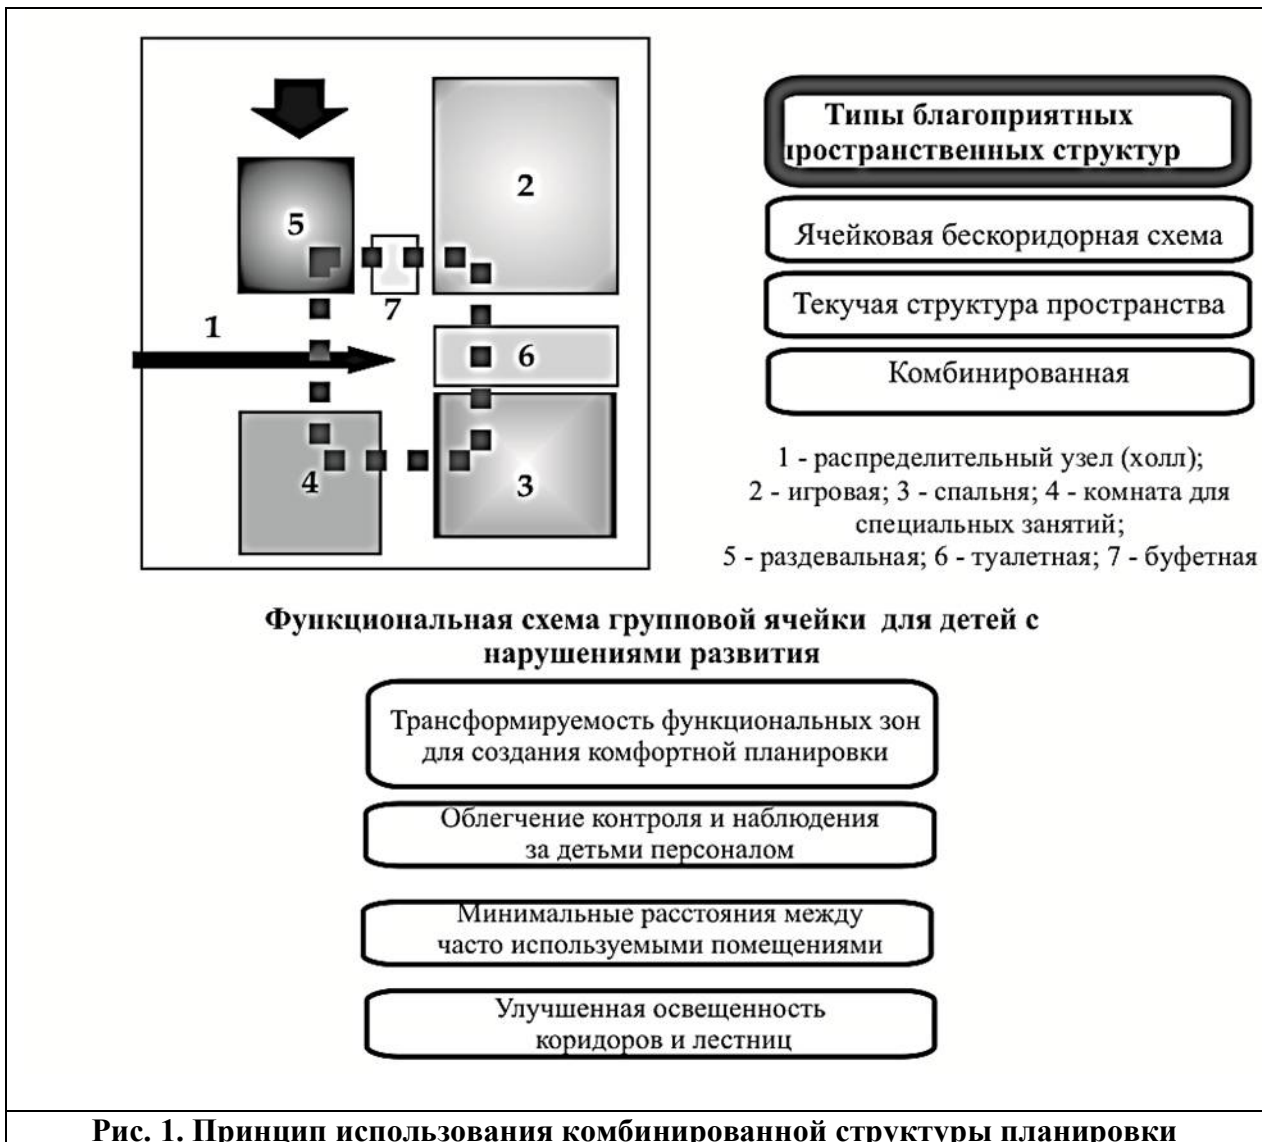 5
2
7
1
6
4
3
Типы благоприятных
пространственных структур
Ячейковая бескоридорная схема
Текучая структура пространства
Комбинированная
1 - распределительный узел (холл);
2 - игровая; 3 - спальня; 4 - комната для
специальных занятий;
5 - раздевальная; 6 - туалетная; 7 - буфетная
Функциональная схема групповой ячейки для детей с
нарушениями развития
Трансформируемость функциональных зон
для создания комфортной планировки
Облегчение контроля и наблюдения
за детьми персоналом
Минимальные расстояния между
часто используемыми помещениями
Улучшенная освещенность
коридоров и лестниц
Рис. 1. Принцип использования комбинированной структуры планировки